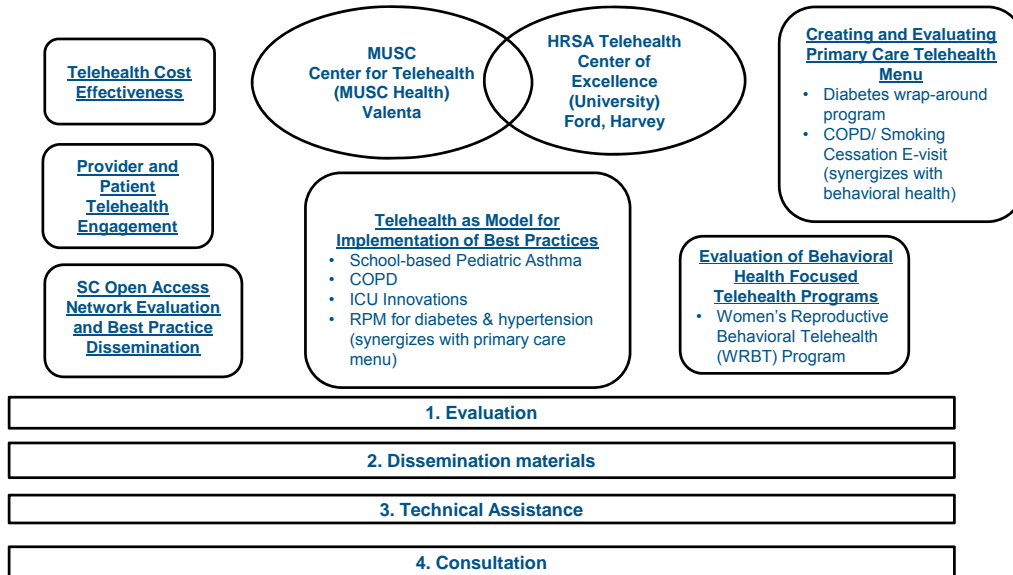 Telehealth Cost
Effectiveness
MUSC
Center for Telehealth
(MUSC Health)
Valenta
HRSA Telehealth
Center of
Excellence
(University)
Ford, Harvey
Creating and Evaluating
Primary Care Telehealth
Menu
• Diabetes wrap-around
program
• COPD/ Smoking
Cessation E-visit
(synergizes with
behavioral health)
Provider and
Patient
Telehealth
Engagement
Telehealth as Model for
Implementation of Best Practices
• School-based Pediatric Asthma
• COPD
• ICU Innovations
• RPM for diabetes & hypertension
(synergizes with primary care
menu)
Evaluation of Behavioral
Health Focused
Telehealth Programs
• Women’s Reproductive
Behavioral Telehealth
(WRBT) Program
SC Open Access
Network Evaluation
and Best Practice
Dissemination
1. Evaluation
2. Dissemination materials
3. Technical Assistance
4. Consultation